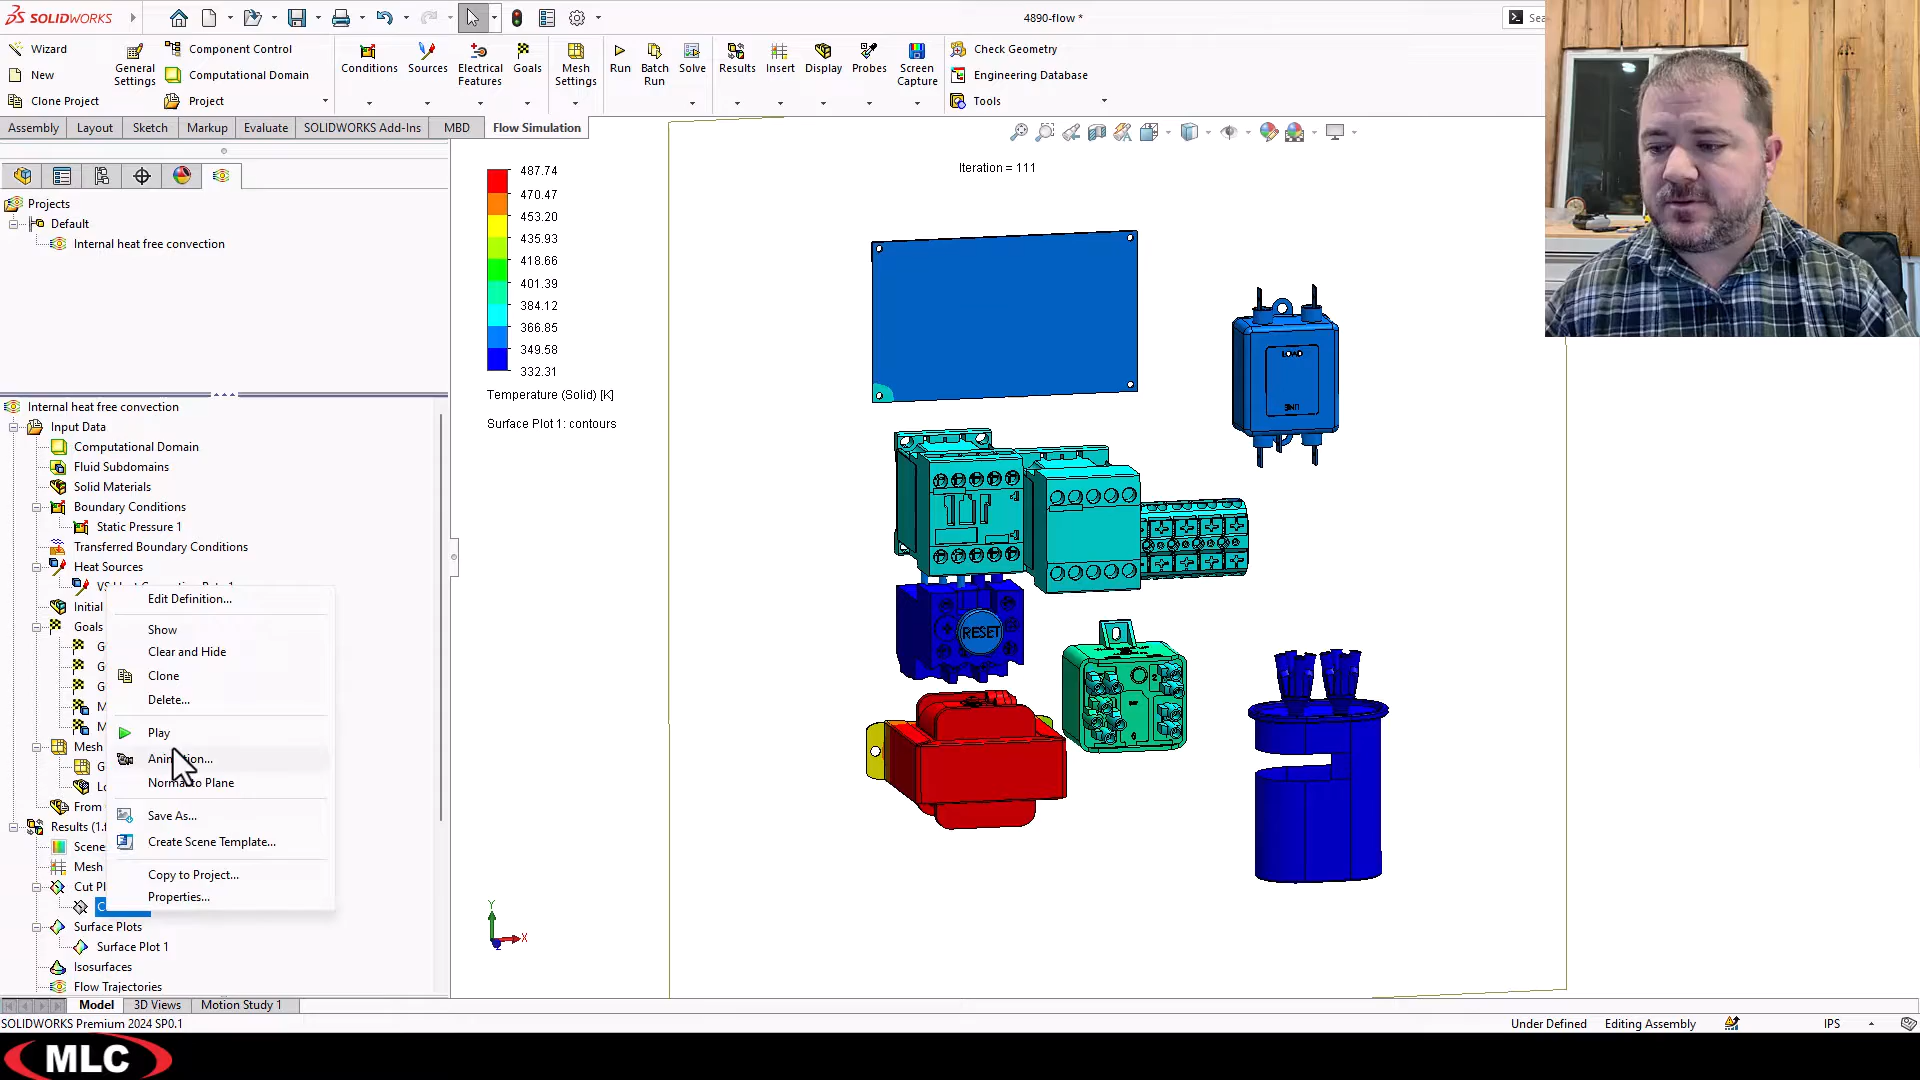 SOLIDWORKS
4890-flow *
Sea
Wizard
New
Clone Project
General Settings
Component Control
Computational Domain
Project
Conditions
Sources
Electrical Features
Goals
Mesh Settings
Run
Batch Run
Solve
Results
Insert
Display
Probes
Screen Capture
Check Geometry
Engineering Database
Tools
Assembly Layout Sketch Markup Evaluate SOLIDWORKS Add-Ins MBD Flow Simulation
Projects
Default
Internal heat free convection
Iteration = 111
487.74
470.47
453.20
435.93
418.66
401.39
384.12
366.85
349.58
332.31
Temperature (Solid) [K]
Surface Plot 1: contours
RESET
Internal heat free convection
Input Data
Computational Domain
Fluid Subdomains
Solid Materials
Boundary Conditions
Static Pressure 1
Transferred Boundary Conditions
Heat Sources
Initial
Goals
Mesh
From
Results (1.f
Scene
Mesh
Cut Pl
Surface Plots
Surface Plot 1
Isosurfaces
Flow Trajectories
Edit Definition...
Show
Clear and Hide
Clone
Delete...
Play
Animation...
Normal to Plane
Save As...
Create Scene Template...
Copy to Project...
Properties...
Y
X
Model 3D Views Motion Study 1
SOLIDWORKS Premium 2024 SP0.1
Under Defined Editing Assembly IPS
MLC